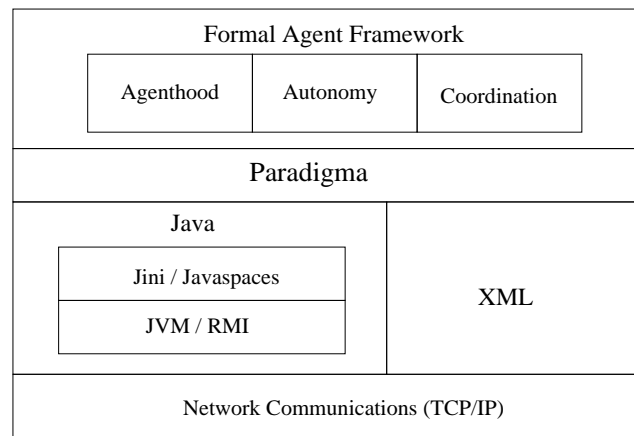 Formal Agent Framework
Agenthood Autonomy Coordination
Paradigma
Java
Jini / Javaspaces
JVM / RMI
XML
Network Communications (TCP/IP)